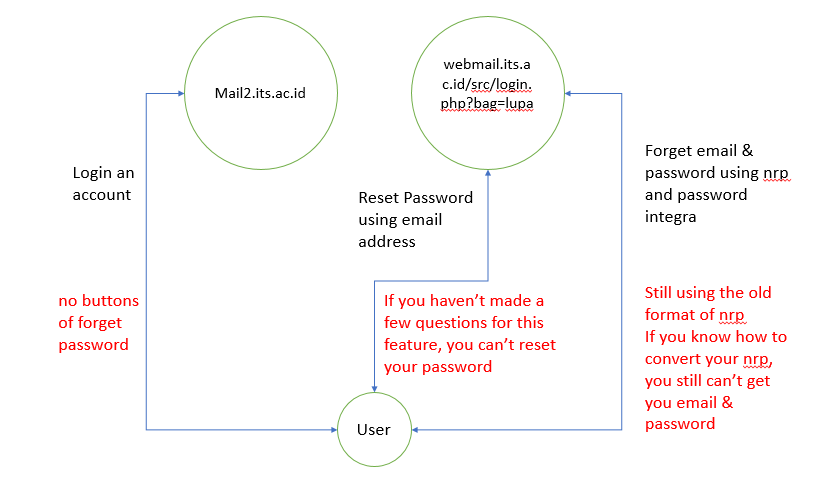 Mail2.its.ac.id
webmail.its.a
c.id/src/login.
php?bag=lupa
Login an
account
Reset Password
using email
address
Forget email &
password using nrp
and password
integra
no buttons
of forget
password
If you haven't made a
few questions for this
feature, you can't reset
your password
Still using the old
format of nrp
If you know how to
convert your nrp,
you still can't get
you email &
password
User